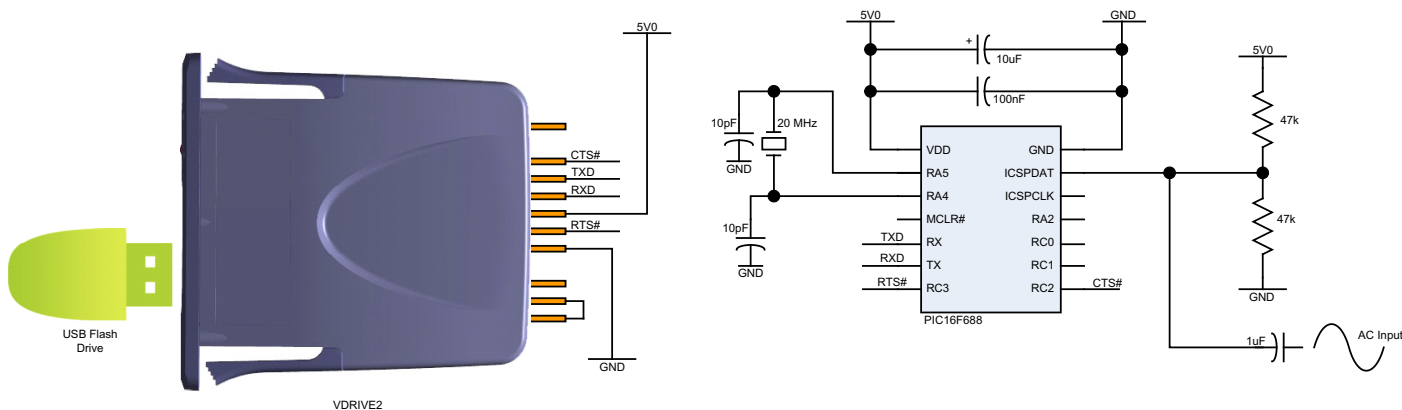 5V0
CTS#
TXD
RXD
RTS#
GND
USB Flash
Drive
VDRIVE2
5V0
GND
+
10uF
100nF
10pF
20 MHz
GND
10pF
GND
VDD
GND
RA5
ICSPDAT
RA4
ICSPCLK
MCLR#
RA2
TXD
RX
RC0
RXD
TX
RC1
RTS#
RC3
RC2
CTS#
PIC16F688
5V0
47k
47k
GND
1uF
AC Input